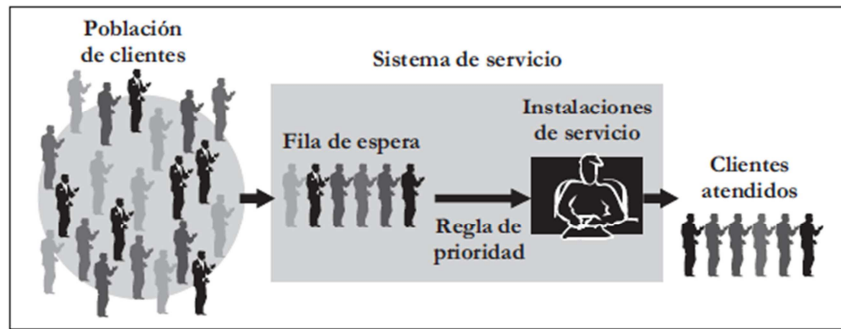 Población
de clientes
Sistema de servicio
Fila de espera
Instalaciones
de servicio
Regla de
prioridad
Clientes
atendidos